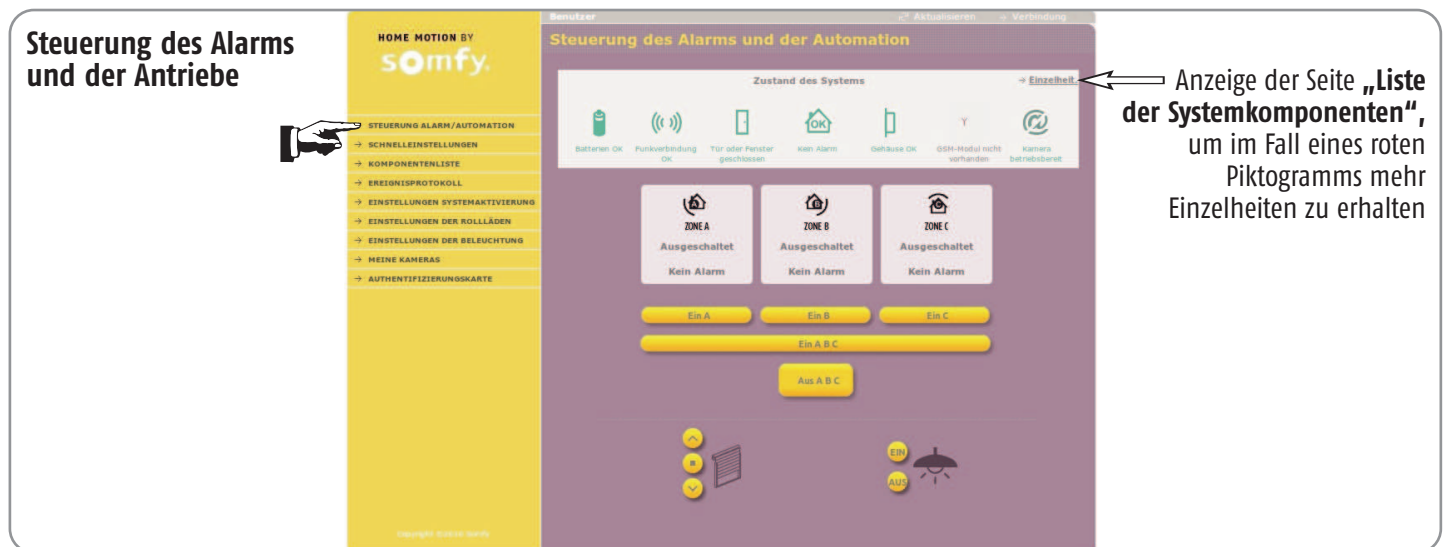 Steuerung des Alarms
und der Antriebe
HOME MOTION BY
somfy.
STEUERUNG ALARM/AUTOMATION
SCHNELLEINSTELLUNGEN
KOMPONENTENLISTE
EREIGNISPROTOKOLL
EINSTELLUNGEN SYSTEMAKTIVIERUNG
EINSTELLUNGEN DER ROLLLÄDEN
EINSTELLUNGEN DER BELEUCHTUNG
MEINE KAMERAS
AUTHENTIFIZIERUNGSKARTE
Benutzer
Aktualisieren
Verbindung
Steuerung des Alarms und der Automation
Zustand des Systems
Einzelheit.
OK
Batterien OK
Funkverbindung
OK
Tür oder Fenster
geschlossen
Kein Alarm
Gehäuse OK
GSM-Modul nicht
vorhanden
Kamera
betriebsbereit
A
ZONE A
Ausgeschaltet
Kein Alarm
B
ZONE B
Ausgeschaltet
Kein Alarm
C
ZONE C
Ausgeschaltet
Kein Alarm
Ein A
Ein B
Ein C
Ein A B C
Aus A B C
EIN
AUS
Anzeige der Seite „Liste
der Systemkomponenten“,
um im Fall eines roten
Piktogramms mehr
Einzelheiten zu erhalten